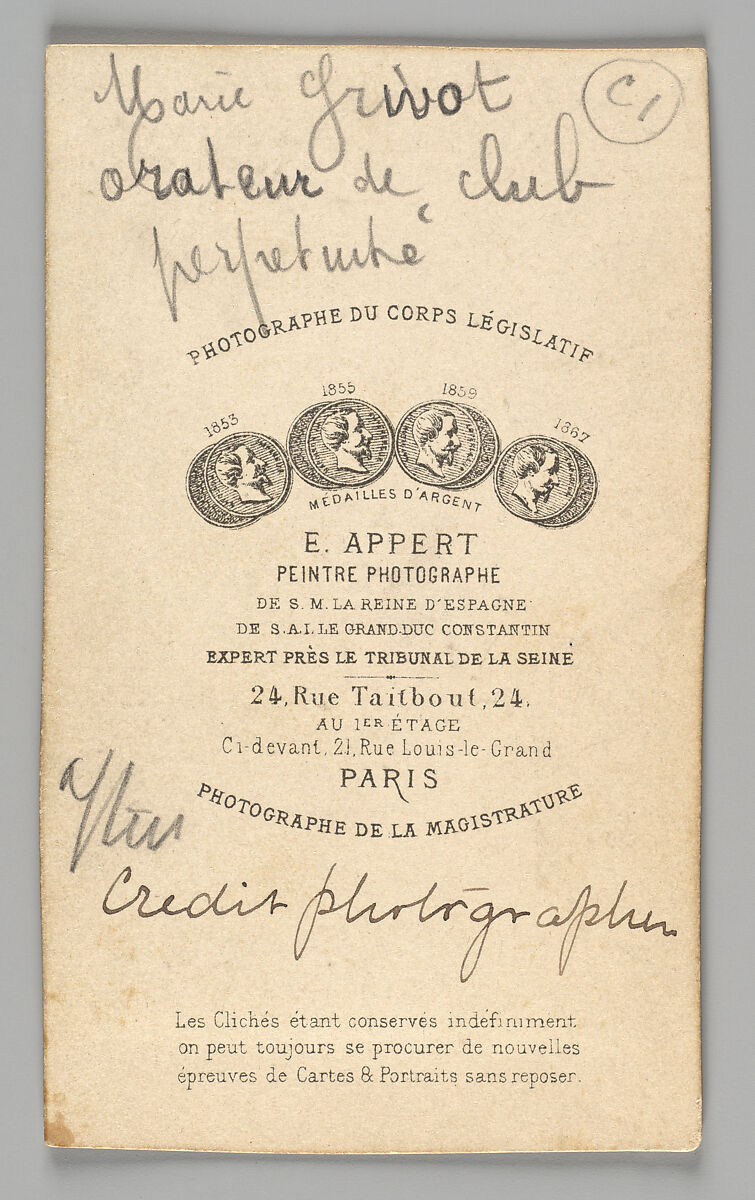 Marie Grivot
C1
orateur de club
perpetuité
PHOTOGRAPHE DU CORPS LÉGISLATIF
1853 1855 1859 1867
MÉDAILLES D'ARGENT
E. APPERT
PEINTRE PHOTOGRAPHE
DE S. M. LA REINE D'ESPAGNE
DE S.A.I. LE GRAND-DUC CONSTANTIN
EXPERT PRÈS LE TRIBUNAL DE LA SEINE
24, Rue Taitbout, 24.
AU 1ER ÉTAGE
Ci-devant, 21, Rue Louis-le-Grand
PARIS
PHOTOGRAPHE DE LA MAGISTRATURE
Credit photographer
Les Clichés étant conservés indéfiniment
on peut toujours se procurer de nouvelles
épreuves de Cartes & Portraits sans reposer.